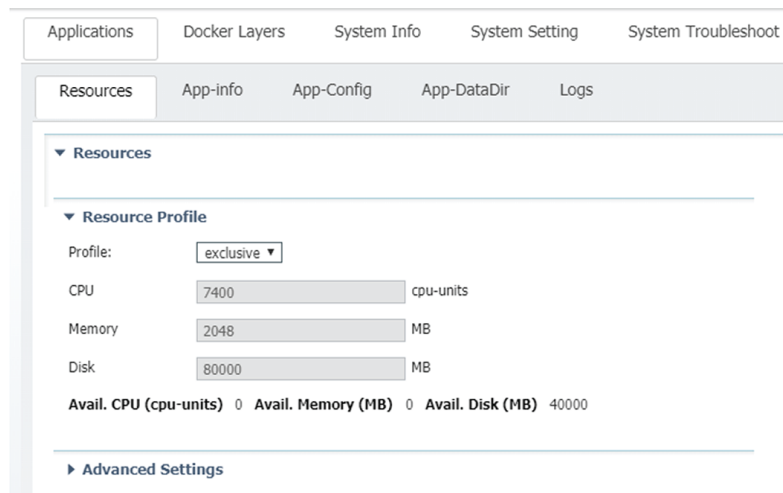 Applications Docker Layers System Info System Setting System Troubleshoot
Resources App-info App-Config App-DataDir Logs
Resources
Resource Profile
Profile: exclusive
CPU 7400 cpu-units
Memory 2048 MB
Disk 80000 MB
Avail. CPU (cpu-units) 0 Avail. Memory (MB) 0 Avail. Disk (MB) 40000
Advanced Settings